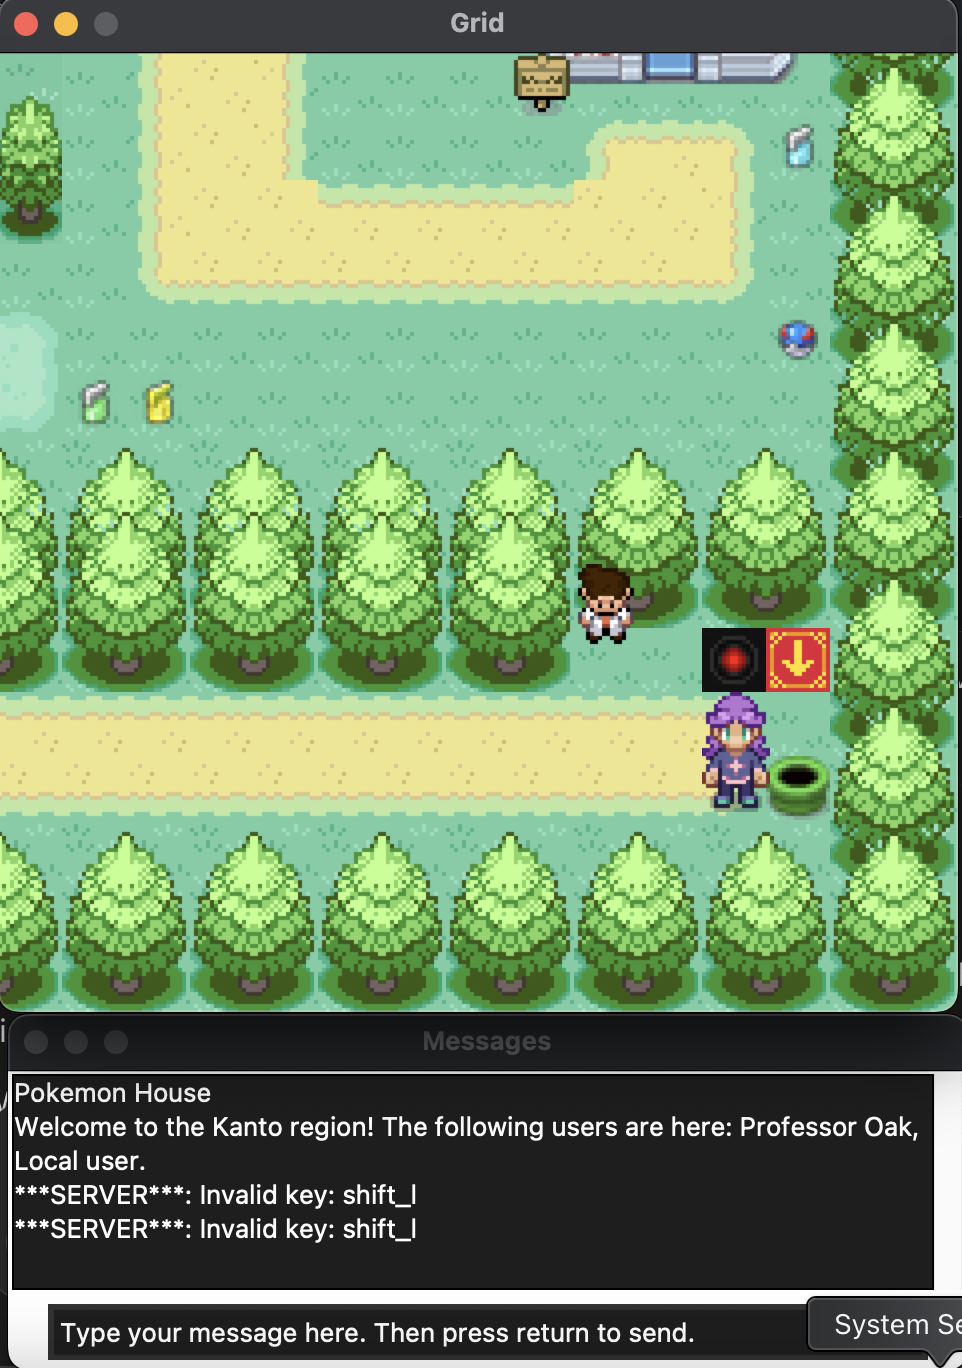 Grid
Messages
Pokemon House
Welcome to the Kanto region! The following users are here: Professor Oak,
Local user.
***SERVER***: Invalid key: shift_l
***SERVER***: Invalid key: shift_l
Type your message here. Then press return to send.
System Se